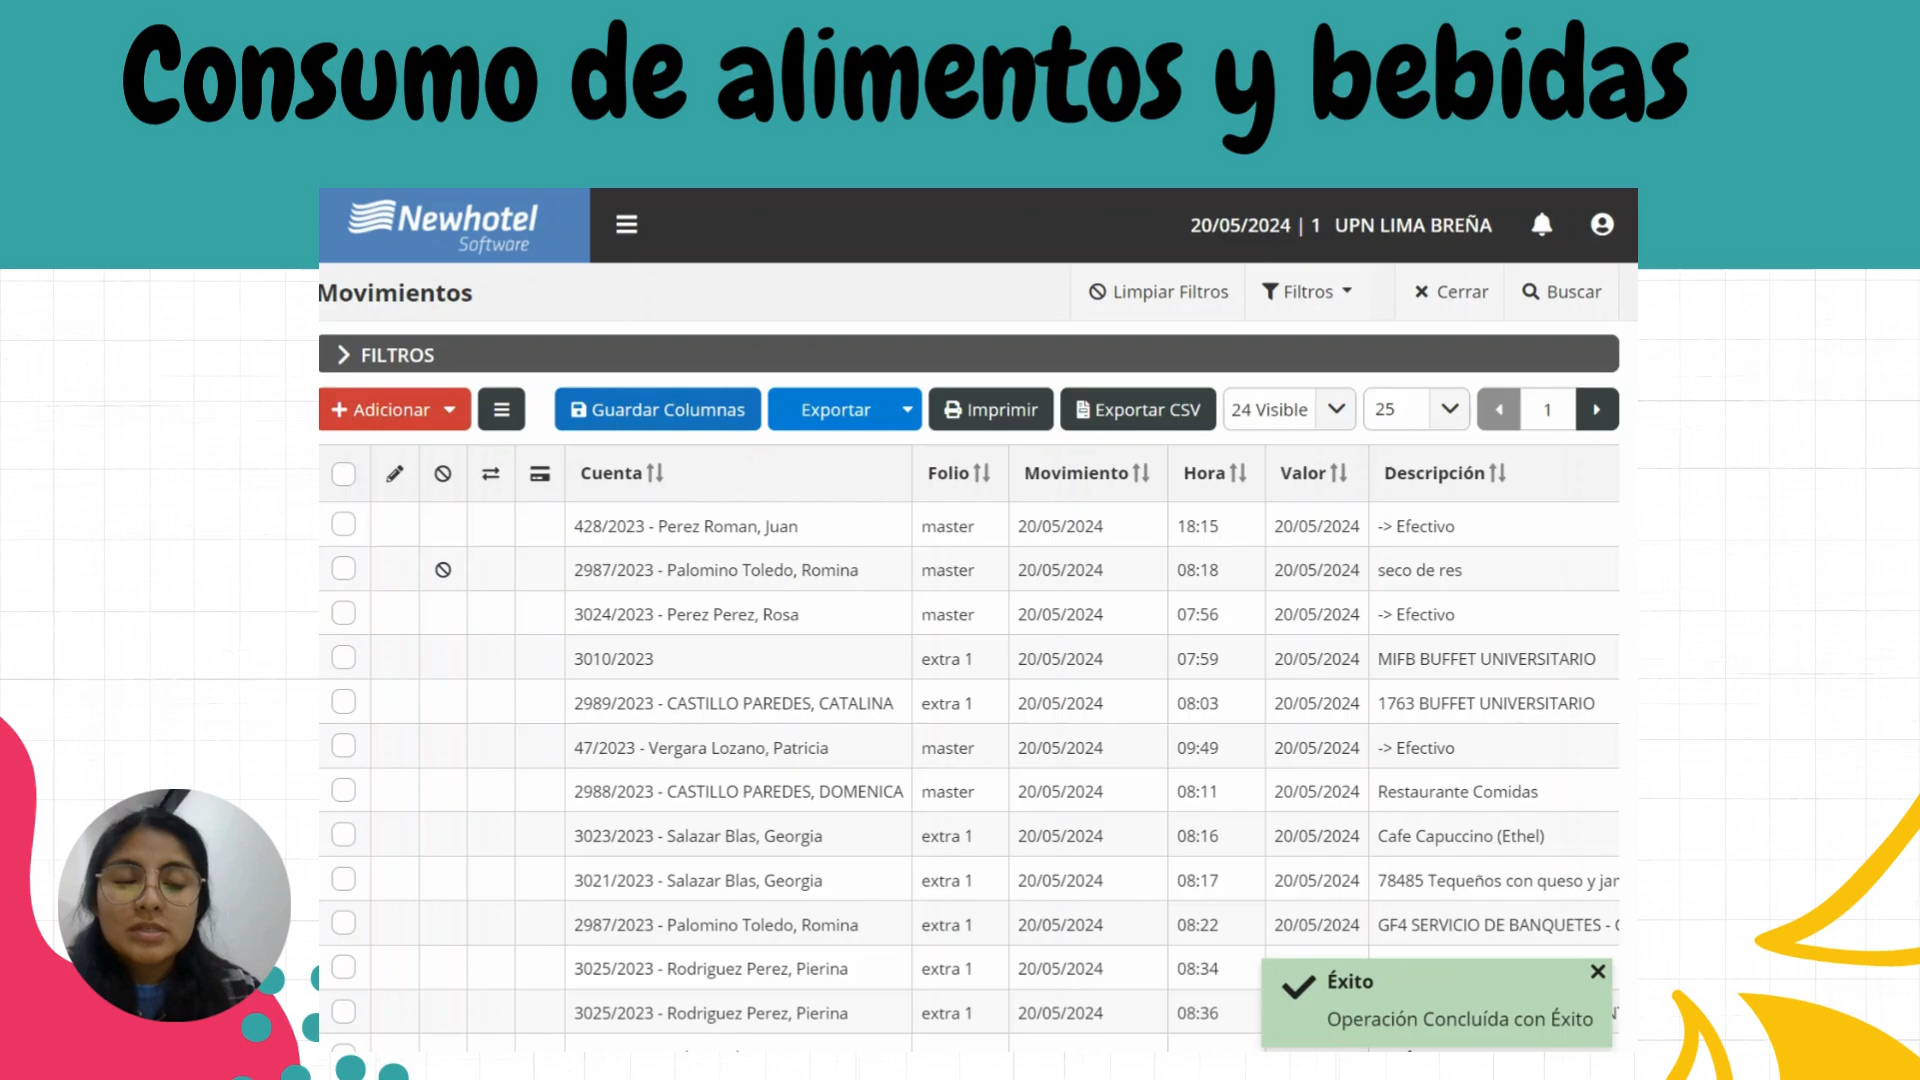 Consumo de alimentos y bebidas
Newhotel
Software
20/05/2024 | 1 UPN LIMA BREÑA
Movimientos
Limpiar Filtros
Filtros
Cerrar
Buscar
FILTROS
Adicionar
Guardar Columnas
Exportar
Imprimir
Exportar CSV
24 Visible
25
1
Cuenta Folio Movimiento Hora Valor Descripción
428/2023 - Perez Roman, Juan master 20/05/2024 18:15 20/05/2024 -> Efectivo
2987/2023 - Palomino Toledo, Romina master 20/05/2024 08:18 20/05/2024 seco de res
3024/2023 - Perez Perez, Rosa master 20/05/2024 07:56 20/05/2024 -> Efectivo
3010/2023 extra 1 20/05/2024 07:59 20/05/2024 MIFB BUFFET UNIVERSITARIO
2989/2023 - CASTILLO PAREDES, CATALINA extra 1 20/05/2024 08:03 20/05/2024 1763 BUFFET UNIVERSITARIO
47/2023 - Vergara Lozano, Patricia master 20/05/2024 09:49 20/05/2024 -> Efectivo
2988/2023 - CASTILLO PAREDES, DOMENICA master 20/05/2024 08:11 20/05/2024 Restaurante Comidas
3023/2023 - Salazar Blas, Georgia extra 1 20/05/2024 08:16 20/05/2024 Cafe Capuccino (Ethel)
3021/2023 - Salazar Blas, Georgia extra 1 20/05/2024 08:17 20/05/2024 78485 Tequeños con queso y jar
2987/2023 - Palomino Toledo, Romina extra 1 20/05/2024 08:22 20/05/2024 GF4 SERVICIO DE BANQUETES -
3025/2023 - Rodriguez Perez, Pierina extra 1 20/05/2024 08:34
3025/2023 - Rodriguez Perez, Pierina extra 1 20/05/2024 08:36
Éxito
Operación Concluída con Éxito